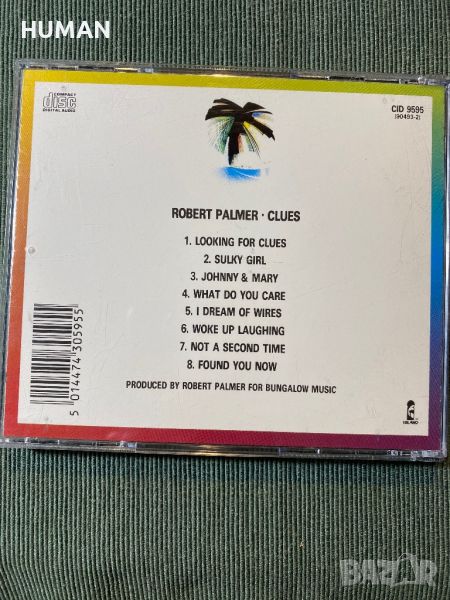 HUMAN
COMPACT
disc
DIGITAL AUDIO
CID 9595
(90493-2)
ROBERT PALMER · CLUES
1. LOOKING FOR CLUES
2. SULKY GIRL
3. JOHNNY & MARY
4. WHAT DO YOU CARE
5. I DREAM OF WIRES
6. WOKE UP LAUGHING
7. NOT A SECOND TIME
8. FOUND YOU NOW
PRODUCED BY ROBERT PALMER FOR BUNGALOW MUSIC
5 014474 305955
ISLAND
BAZAR